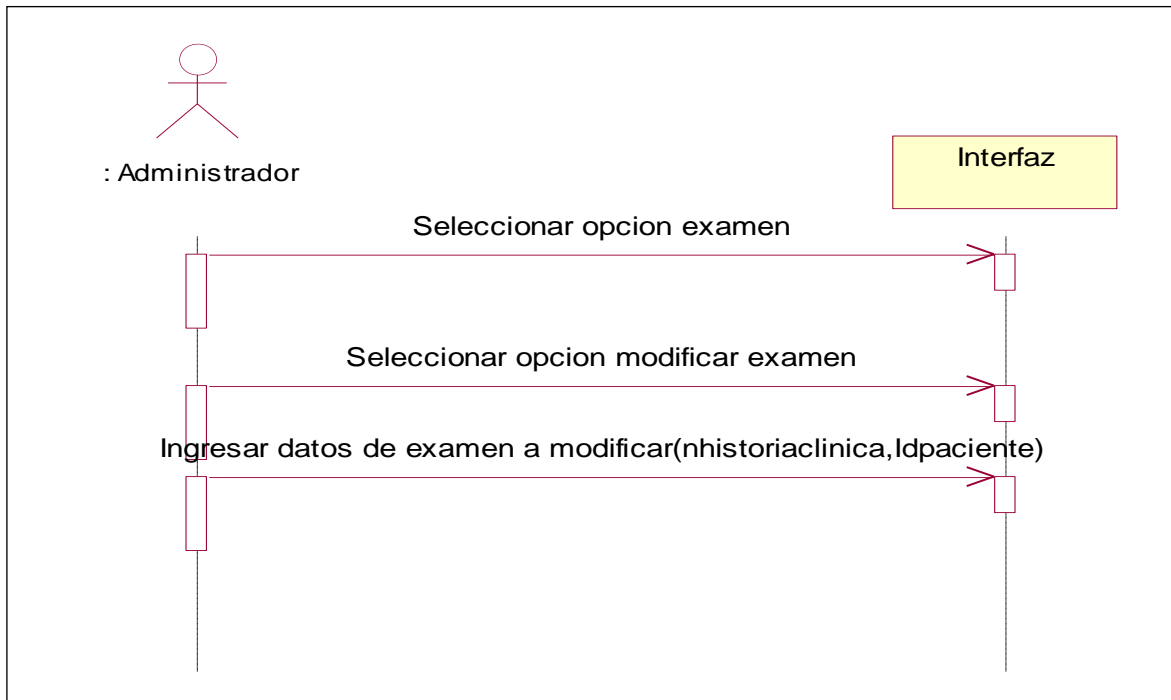 : Administrador
Interfaz
Seleccionar opcion examen
Seleccionar opcion modificar examen
Ingresar datos de examen a modificar(nhistoriaclinica,Idpaciente)